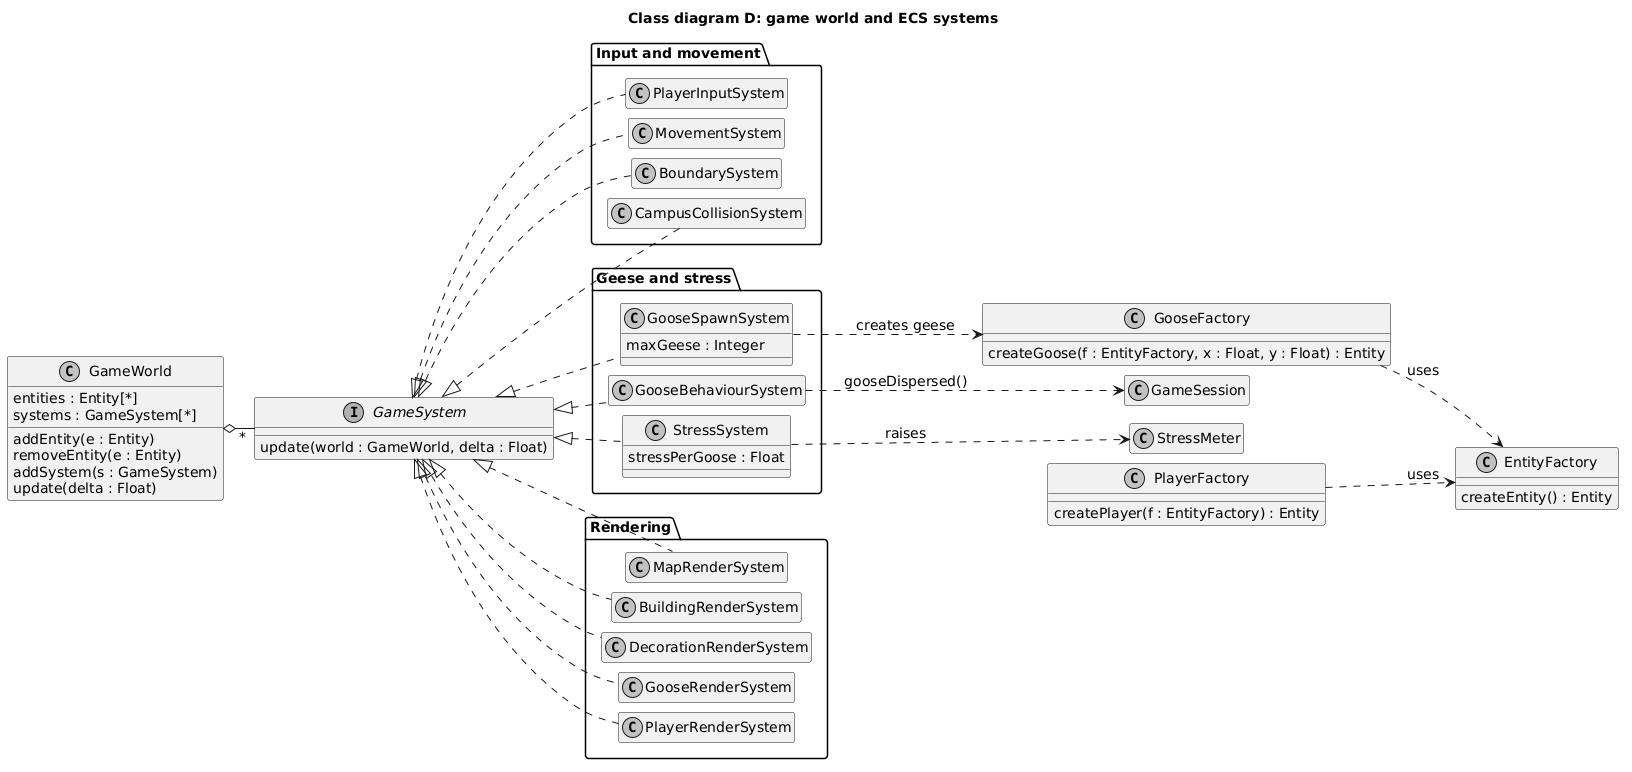 Class diagram D: game world and ECS systems
Input and movement
C PlayerInputSystem
C MovementSystem
C BoundarySystem
C CampusCollisionSystem
Geese and stress
C GooseSpawnSystem
maxGeese : Integer
C GooseBehaviourSystem
C StressSystem
stressPerGoose : Float
Rendering
C MapRenderSystem
C BuildingRenderSystem
C DecorationRenderSystem
C GooseRenderSystem
C PlayerRenderSystem
C GameWorld
entities : Entity[*]
systems : GameSystem[*]
addEntity(e : Entity)
removeEntity(e : Entity)
addSystem(s : GameSystem)
update(delta : Float)
*
I GameSystem
update(world : GameWorld, delta : Float)
creates geese
gooseDispersed()
raises
C GooseFactory
createGoose(f : EntityFactory, x : Float, y : Float) : Entity
C GameSession
C StressMeter
C PlayerFactory
createPlayer(f : EntityFactory) : Entity
uses
uses
C EntityFactory
createEntity() : Entity